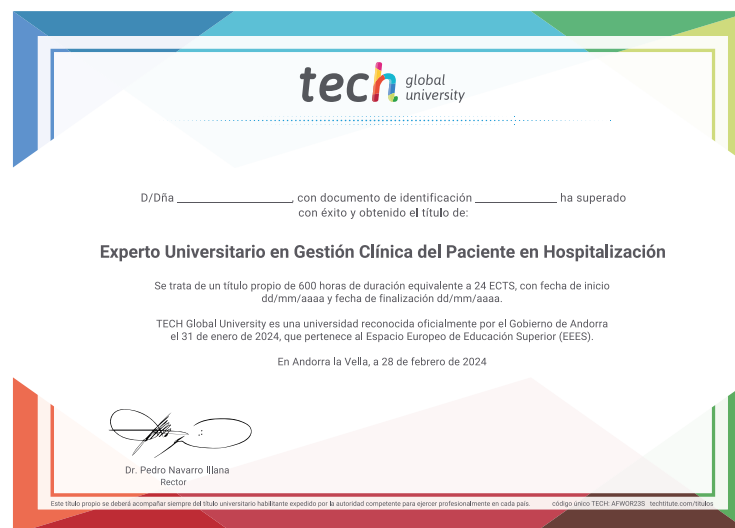 tech global
university
D/Dña ____________________, con documento de identificación ______________ ha superado
con éxito y obtenido el título de:
Experto Universitario en Gestión Clínica del Paciente en Hospitalización
Se trata de un título propio de 600 horas de duración equivalente a 24 ECTS, con fecha de inicio
dd/mm/aaaa y fecha de finalización dd/mm/aaaa.
TECH Global University es una universidad reconocida oficialmente por el Gobierno de Andorra
el 31 de enero de 2024, que pertenece al Espacio Europeo de Educación Superior (EEES).
En Andorra la Vella, a 28 de febrero de 2024
Dr. Pedro Navarro Illana
Rector
Este título propio se deberá acompañar siempre del título universitario habilitante expedido por la autoridad competente para ejercer profesionalmente en cada país. código único TECH: AFWOR23S techtitute.com/titulos